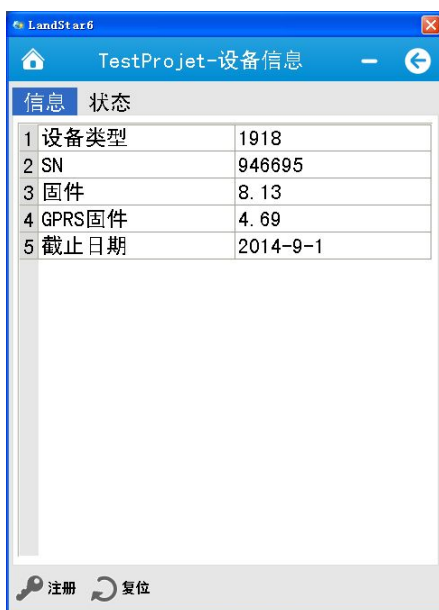 LandStar6
TestProjet-设备信息
信息 状态
1 设备类型 1918
2 SN 946695
3 固件 8.13
4 GPRS固件 4.69
5 截止日期 2014-9-1
注册 复位